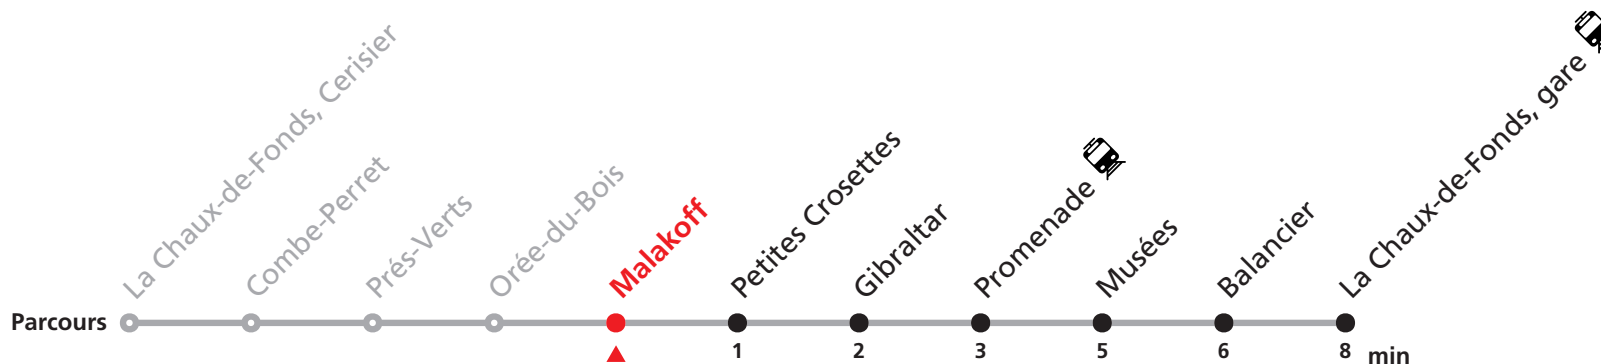 La Chaux-de-Fonds, Cerisier
Combe-Perret
Prés-Verts
Orée-du-Bois
Malakoff
Petites Crosettes
Gibraltar
Promenade
Musées
Balancier
La Chaux-de-Fonds, gare
Parcours
1 2 3 5 6 8 min